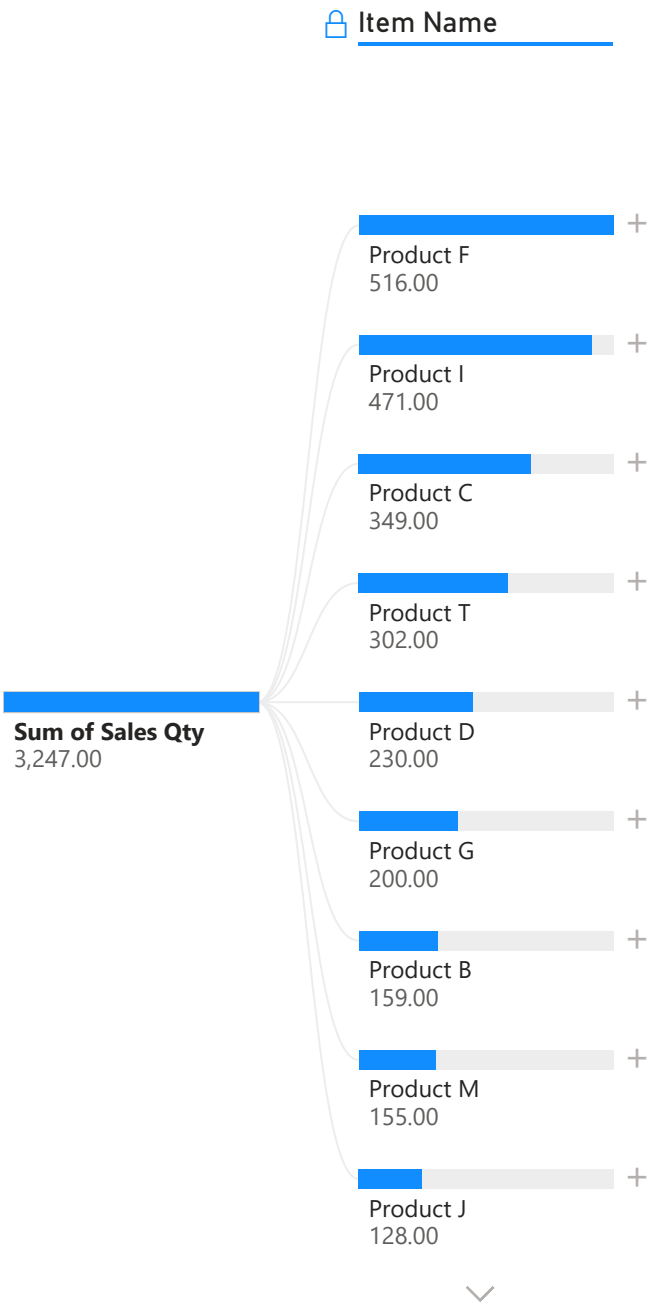 Item Name
Product F
516.00
Product I
471.00
Product C
349.00
Product T
302.00
Sum of Sales Qty
3,247.00
Product D
230.00
Product G
200.00
Product B
159.00
Product M
155.00
Product J
128.00